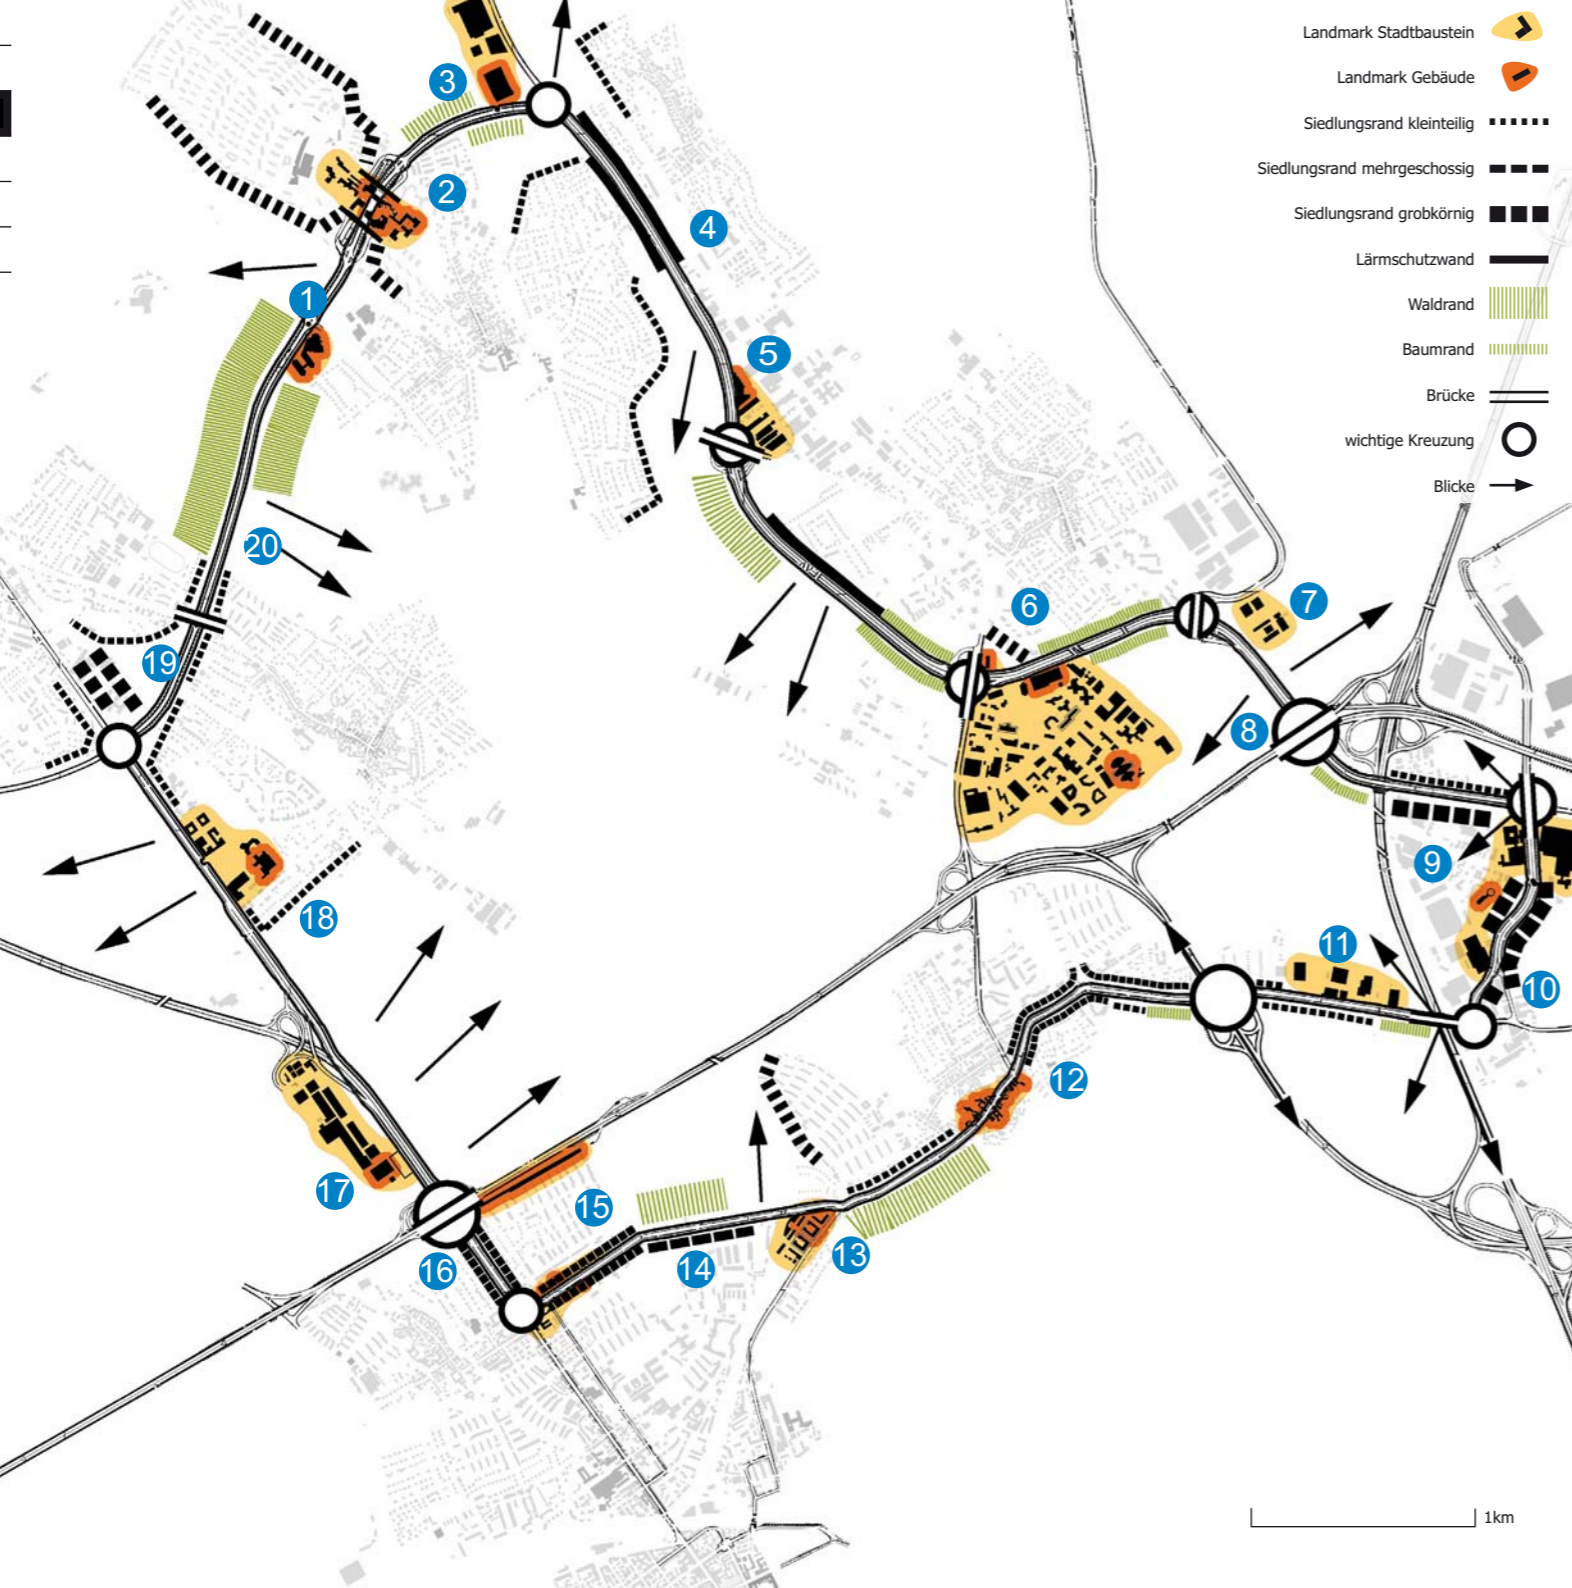 Landmark Stadtbaustein
Landmark Gebäude
Siedlungsrand kleinteilig
Siedlungsrand mehrgeschossig
Siedlungsrand grobkörnig
Lärmschutzwand
Waldrand
Baumrand
Brücke
wichtige Kreuzung
Blicke
3
2
4
1
5
20
6
7
19
8
9
18
11
10
12
17
15
13
14
16
1km